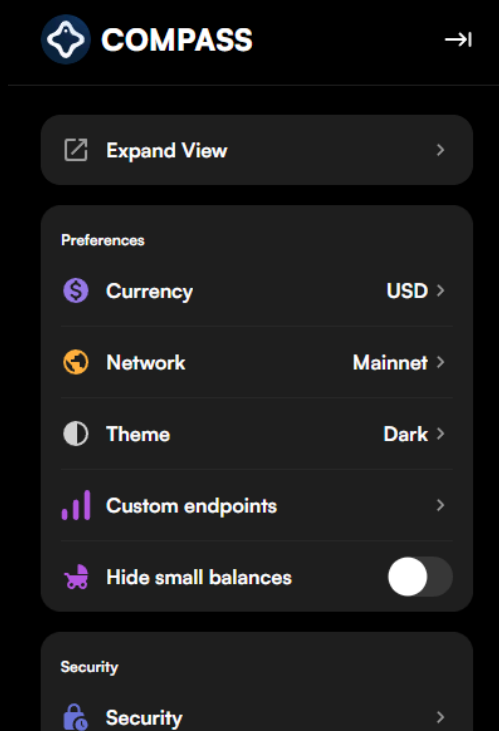 COMPASS
Expand View
Preferences
Currency USD
Network Mainnet
Theme Dark
Custom endpoints
Hide small balances
Security
Security